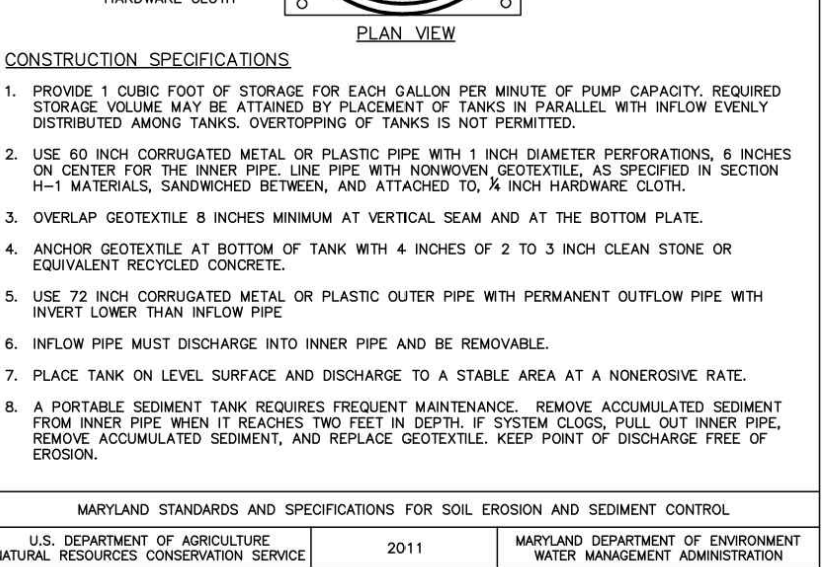 HARDWARE CLOTH
PLAN VIEW
CONSTRUCTION SPECIFICATIONS
1. PROVIDE 1 CUBIC FOOT OF STORAGE FOR EACH GALLON PER MINUTE OF PUMP CAPACITY. REQUIRED
STORAGE VOLUME MAY BE ATTAINED BY PLACEMENT OF TANKS IN PARALLEL WITH INFLOW EVENLY
DISTRIBUTED AMONG TANKS. OVERTOPPING OF TANKS IS NOT PERMITTED.
2. USE 60 INCH CORRUGATED METAL OR PLASTIC PIPE WITH 1 INCH DIAMETER PERFORATIONS, 6 INCHES
ON CENTER FOR THE INNER PIPE. LINE PIPE WITH NONWOVEN GEOTEXTILE, AS SPECIFIED IN SECTION
H-1 MATERIALS, SANDWICHED BETWEEN, AND ATTACHED TO, ¼ INCH HARDWARE CLOTH.
3. OVERLAP GEOTEXTILE 8 INCHES MINIMUM AT VERTICAL SEAM AND AT THE BOTTOM PLATE.
4. ANCHOR GEOTEXTILE AT BOTTOM OF TANK WITH 4 INCHES OF 2 TO 3 INCH CLEAN STONE OR
EQUIVALENT RECYCLED CONCRETE.
5. USE 72 INCH CORRUGATED METAL OR PLASTIC OUTER PIPE WITH PERMANENT OUTFLOW PIPE WITH
INVERT LOWER THAN INFLOW PIPE
6. INFLOW PIPE MUST DISCHARGE INTO INNER PIPE AND BE REMOVABLE.
7. PLACE TANK ON LEVEL SURFACE AND DISCHARGE TO A STABLE AREA AT A NONEROSIVE RATE.
8. A PORTABLE SEDIMENT TANK REQUIRES FREQUENT MAINTENANCE. REMOVE ACCUMULATED SEDIMENT
FROM INNER PIPE WHEN IT REACHES TWO FEET IN DEPTH. IF SYSTEM CLOGS, PULL OUT INNER PIPE,
REMOVE ACCUMULATED SEDIMENT, AND REPLACE GEOTEXTILE. KEEP POINT OF DISCHARGE FREE OF
EROSION.
MARYLAND STANDARDS AND SPECIFICATIONS FOR SOIL EROSION AND SEDIMENT CONTROL
U.S. DEPARTMENT OF AGRICULTURE
NATURAL RESOURCES CONSERVATION SERVICE
2011
MARYLAND DEPARTMENT OF ENVIRONMENT
WATER MANAGEMENT ADMINISTRATION